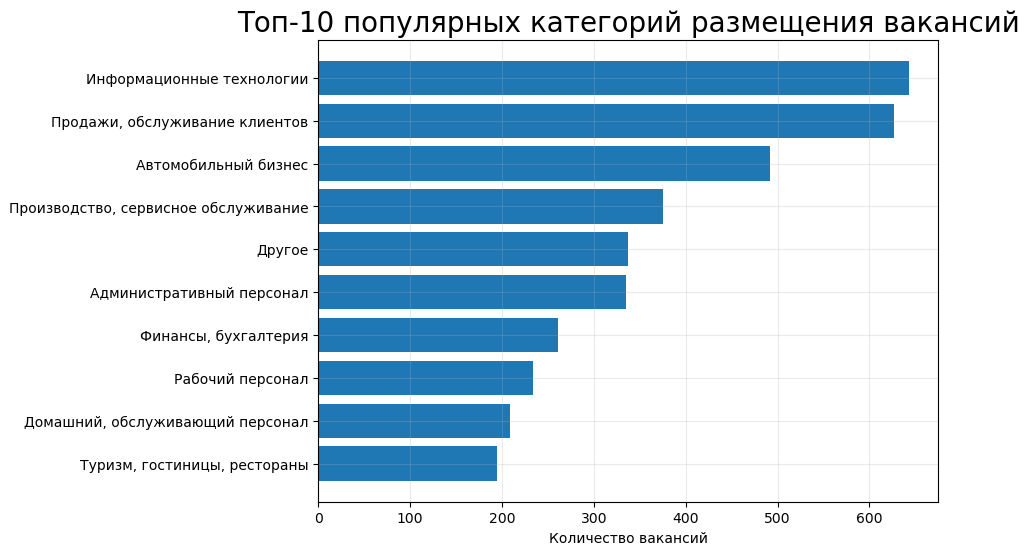 Топ-10 популярных категорий размещения вакансий
Информационные технологии
Продажи, обслуживание клиентов
Автомобильный бизнес
Производство, сервисное обслуживание
Другое
Административный персонал
Финансы, бухгалтерия
Рабочий персонал
Домашний, обслуживающий персонал
Туризм, гостиницы, рестораны
0 100 200 300 400 500 600
Количество вакансий